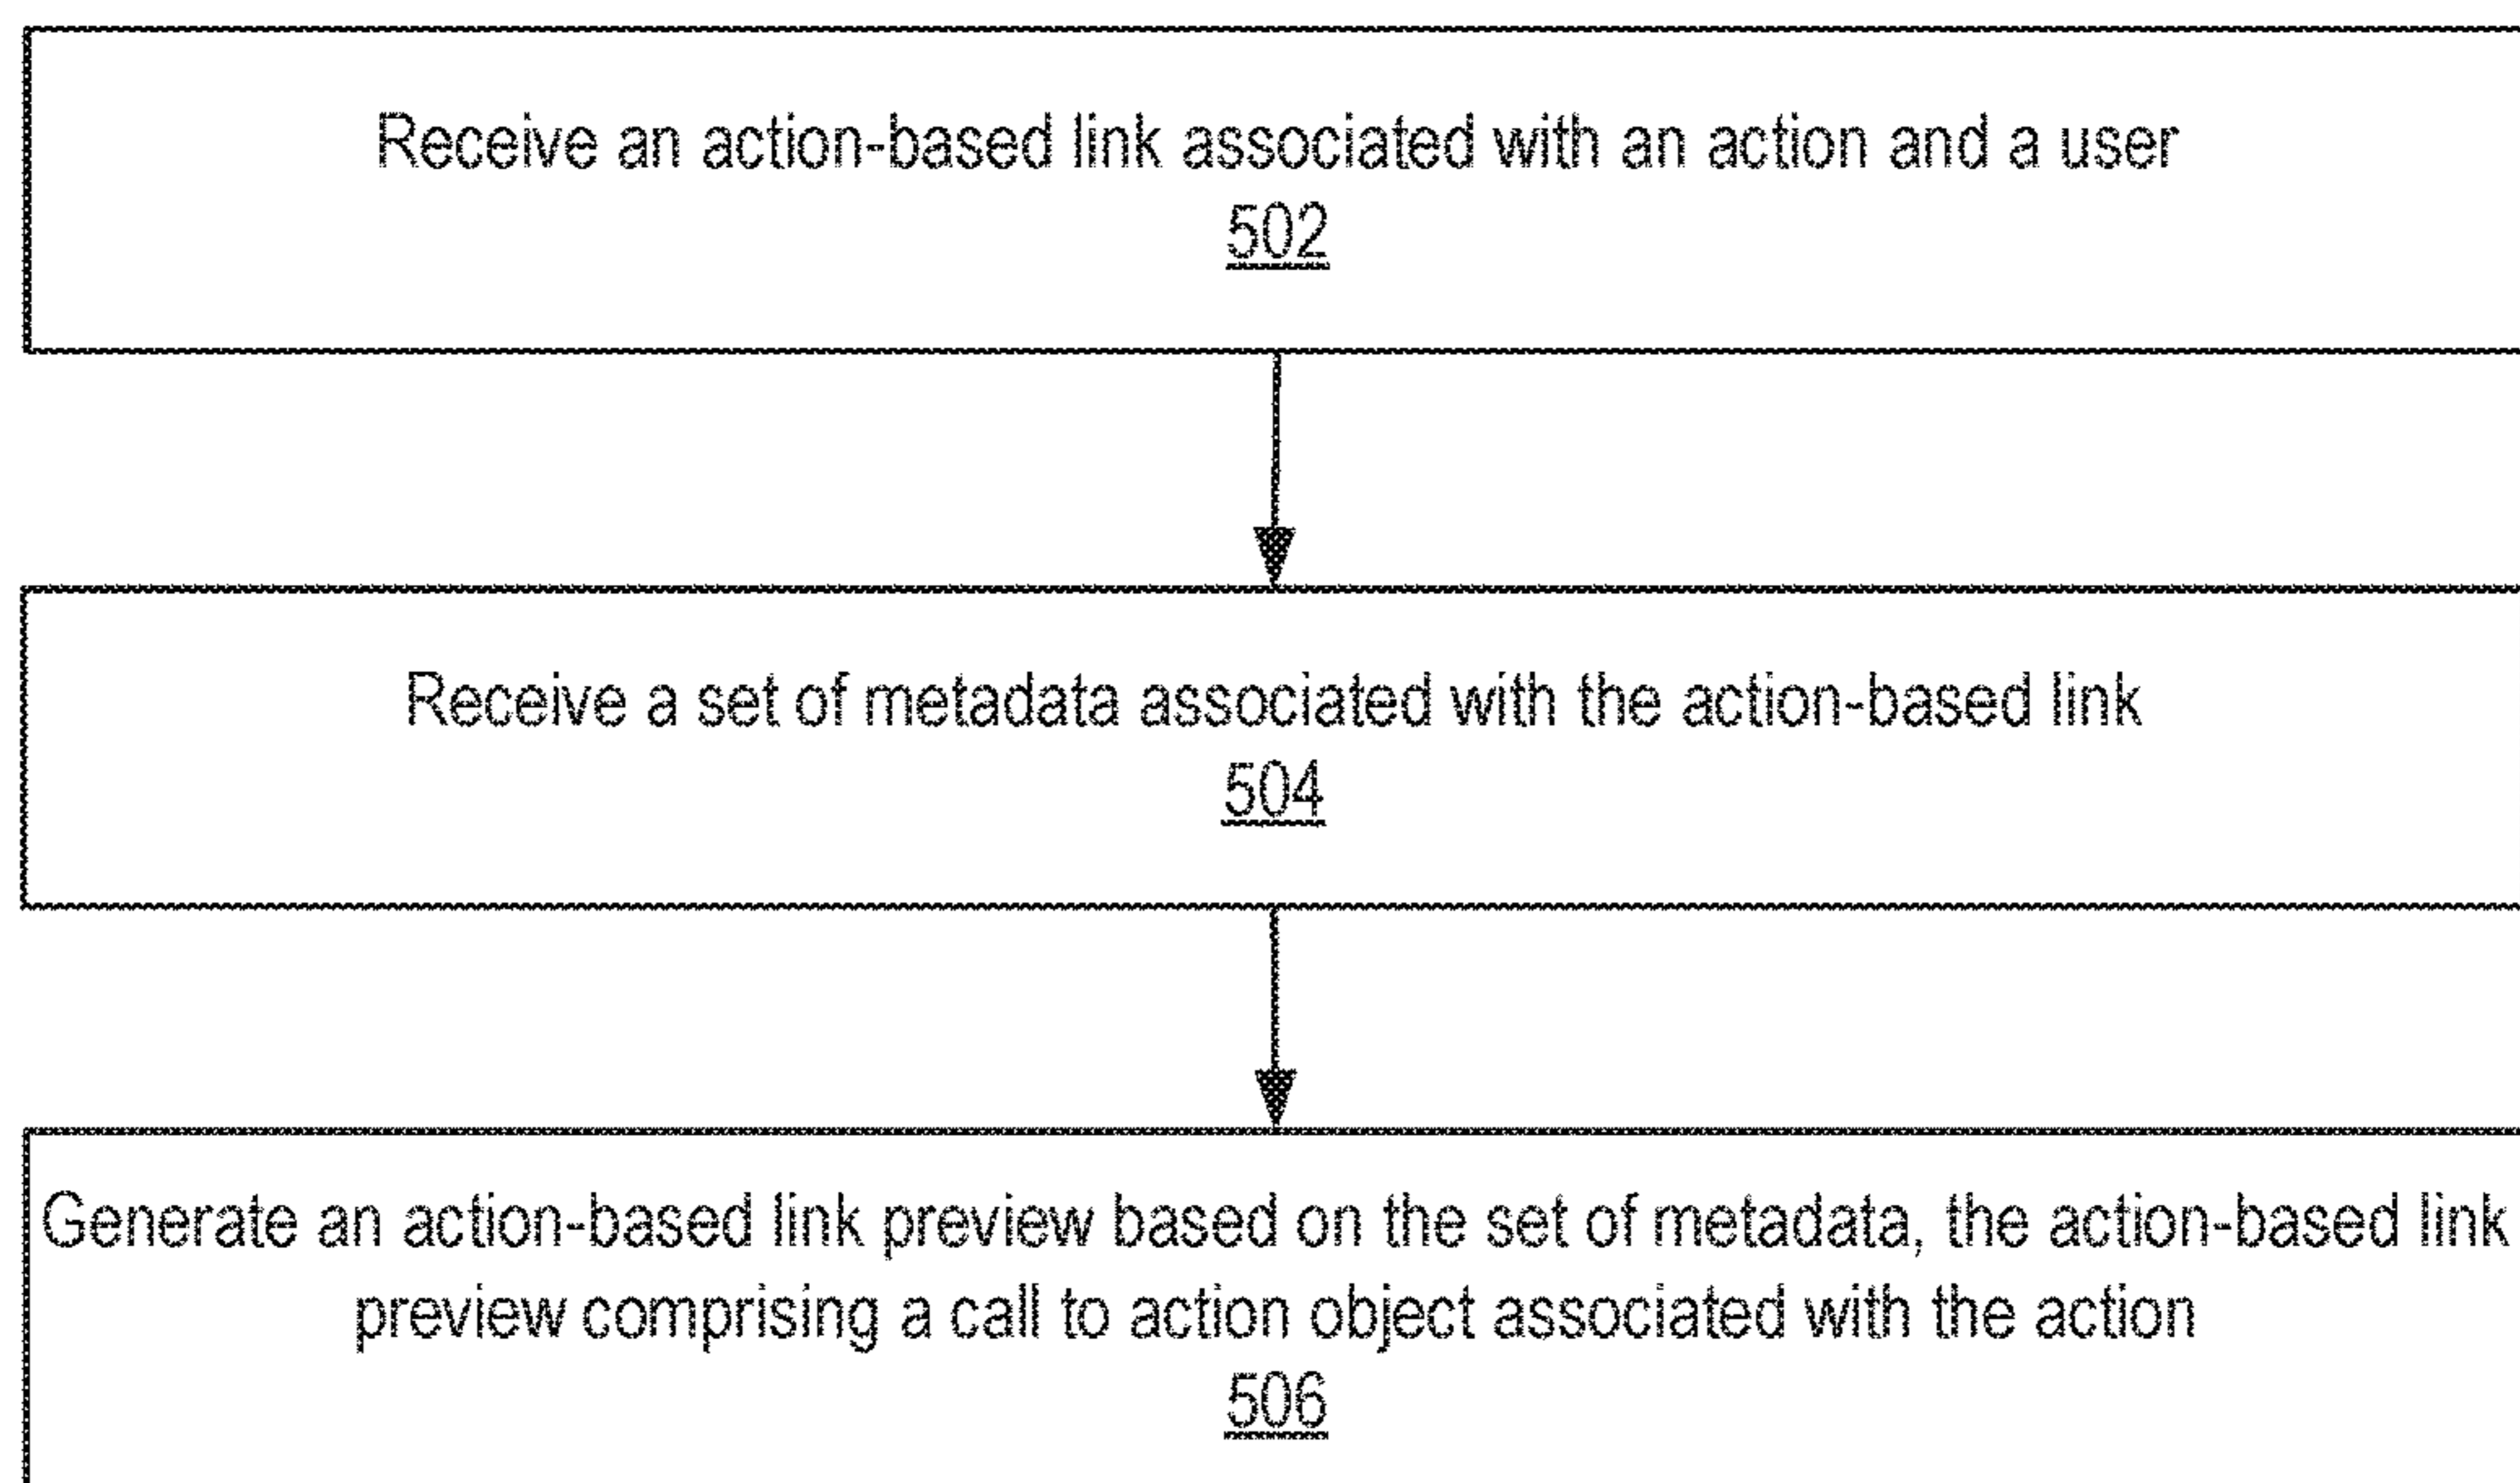 Receive an action-based link associated with an action and a user
502
Receive a set of metadata associated with the action-based link
504
Generate an action-based link preview based on the set of metadata, the action-based link
preview comprising a call to action object associated with the action
506